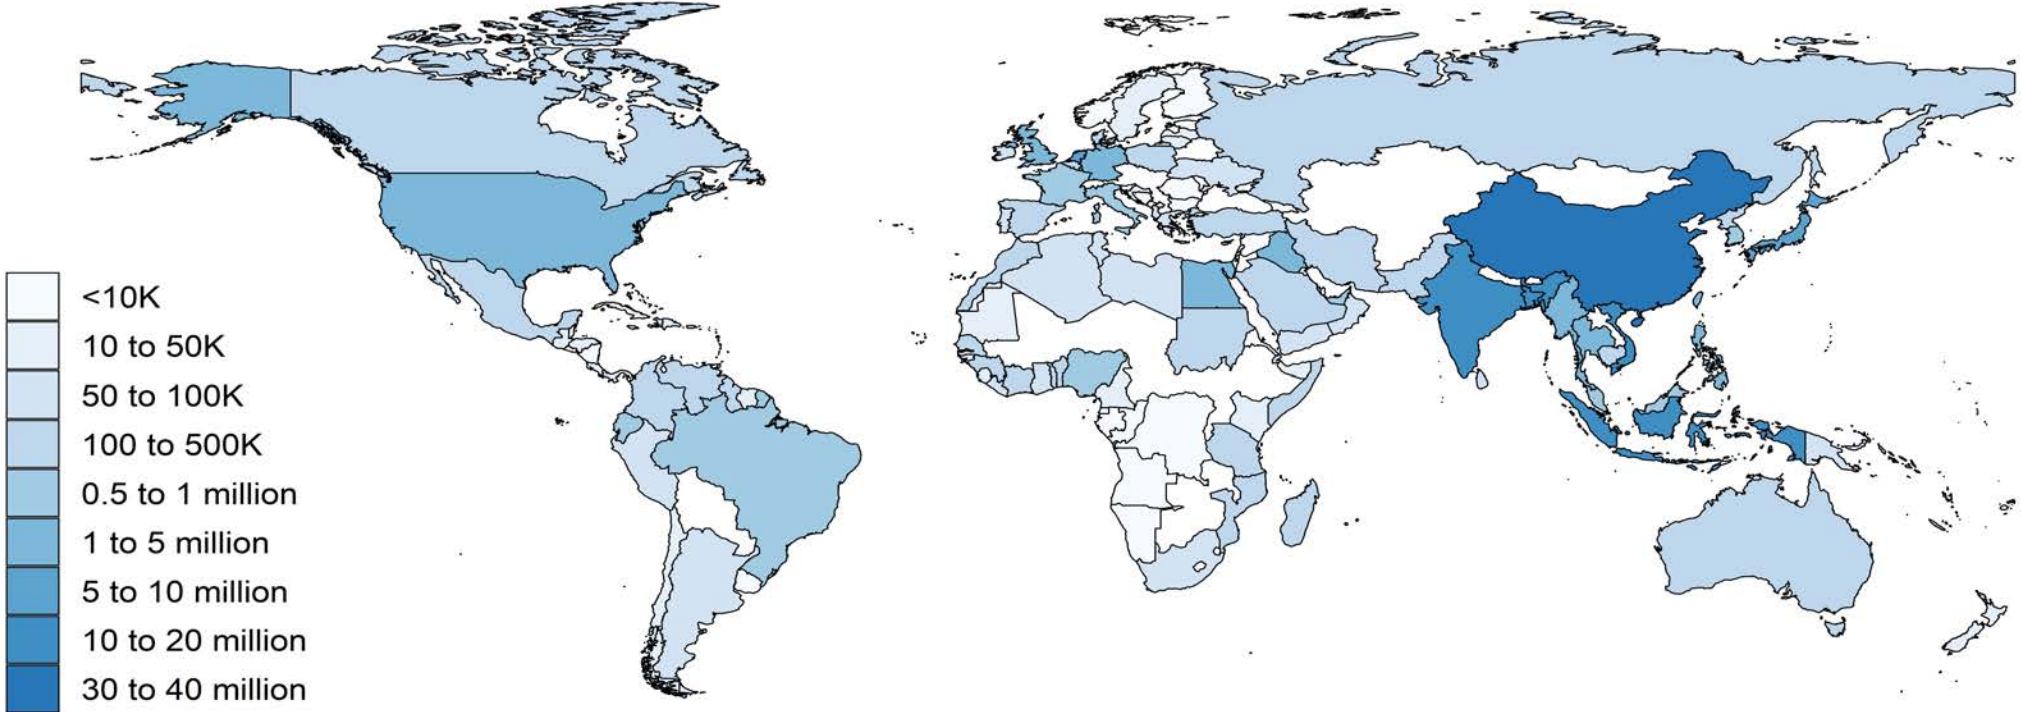 <10K
10 to 50K
50 to 100K
100 to 500K
0.5 to 1 million
1 to 5 million
5 to 10 million
10 to 20 million
30 to 40 million